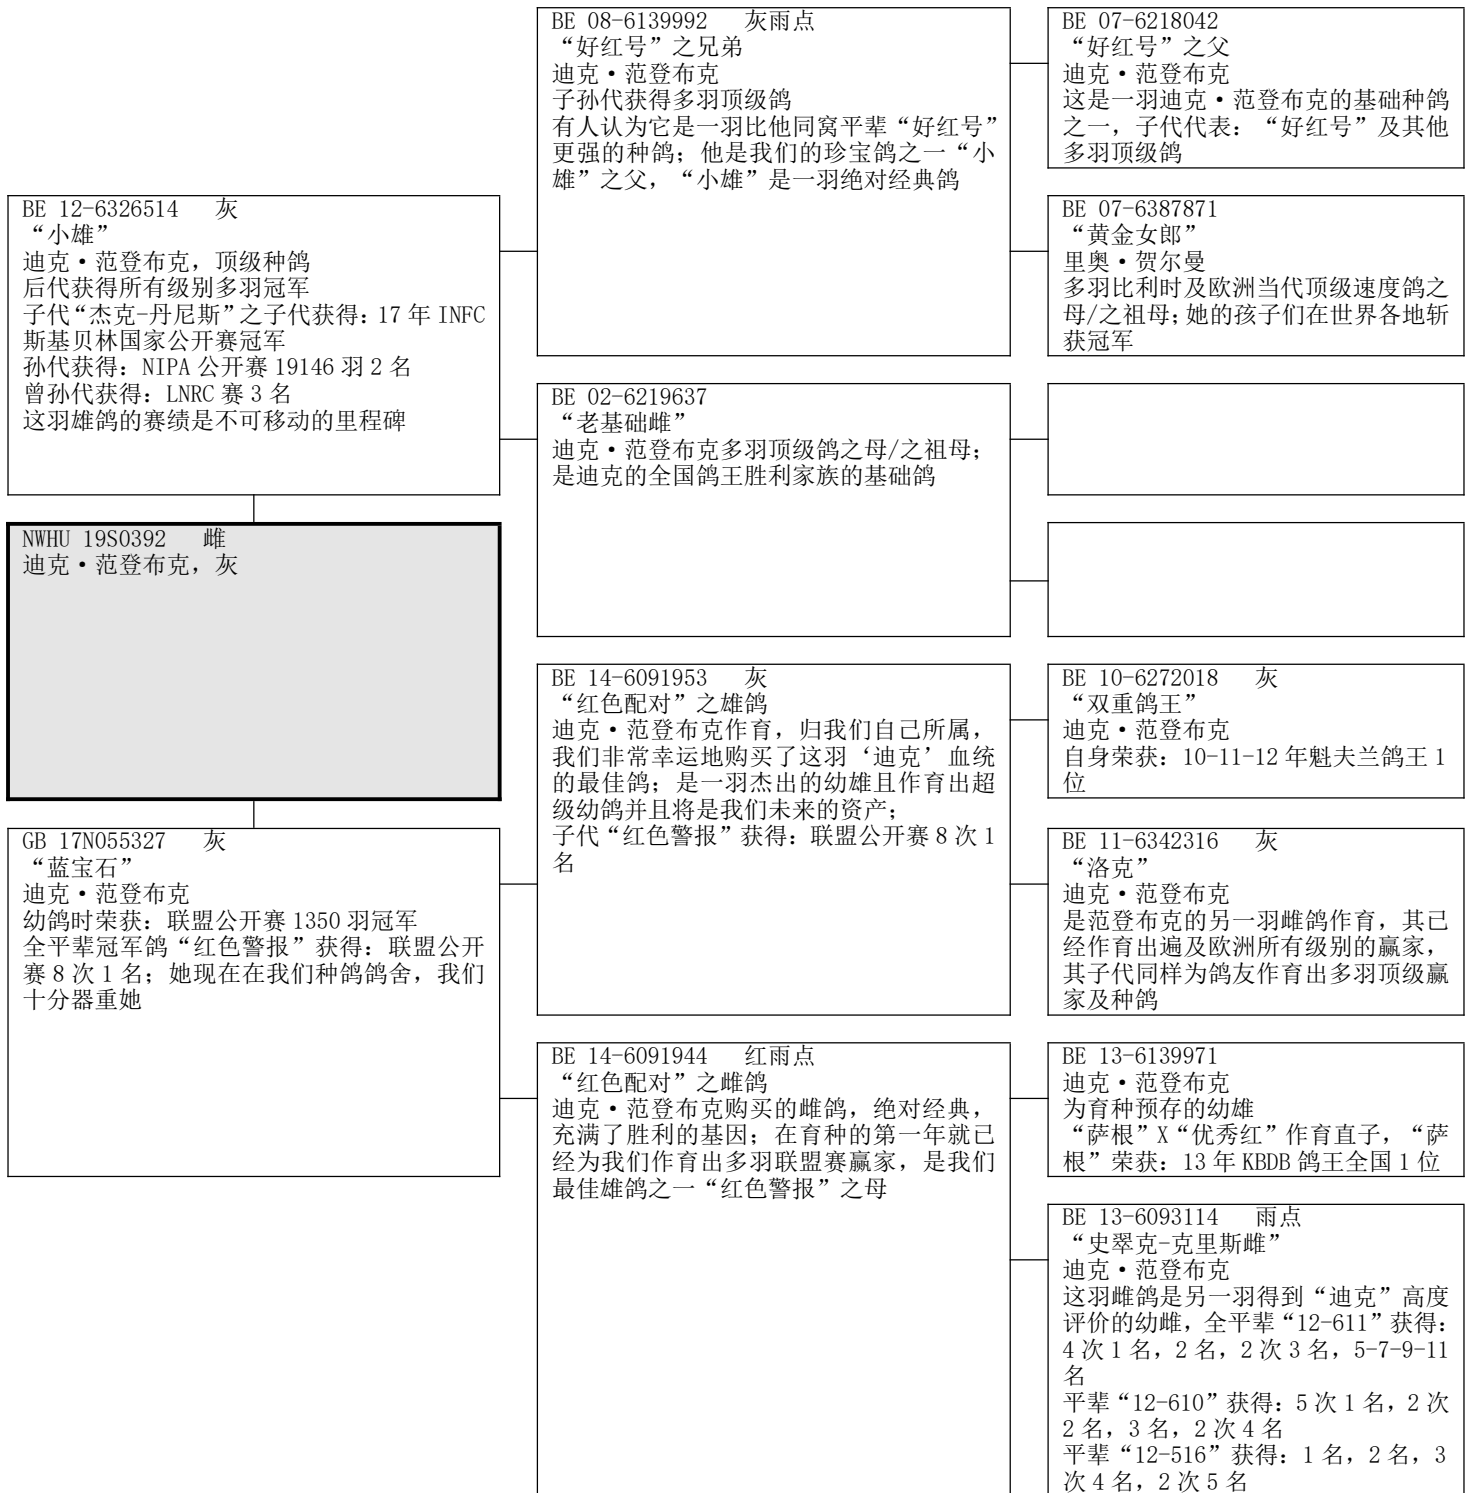 BE 08-6139992 灰雨点
“好红号”之兄弟
迪克•范登布克
子孙代获得多羽顶级鸽
有人认为它是一羽比他同窝平辈“好红号”
更强的种鸽；他是我们的珍宝鸽之一“小
雄”之父，“小雄”是一羽绝对经典鸽
BE 07-6218042
“好红号”之父
迪克•范登布克
这是一羽迪克•范登布克的基础种鸽
之一，子代代表：“好红号”及其他
多羽顶级鸽
BE 12-6326514 灰
“小雄”
迪克•范登布克，顶级种鸽
后代获得所有级别多羽冠军
子代“杰克-丹尼斯”之子代获得：17 年 INFC
斯基贝林国家公开赛冠军
孙代获得：NIPA 公开赛 19146 羽 2 名
曾孙代获得：LNRC 赛 3 名
这羽雄鸽的赛绩是不可移动的里程碑
BE 07-6387871
“黄金女郎”
里奥•贺尔曼
多羽比利时及欧洲当代顶级速度鸽之
母/之祖母；她的孩子们在世界各地斩
获冠军
BE 02-6219637
“老基础雌”
迪克•范登布克多羽顶级鸽之母/之祖母；
是迪克的全国鸽王胜利家族的基础鸽
NWHU 19S0392 雌
迪克•范登布克，灰
BE 14-6091953 灰
“红色配对”之雄鸽
迪克•范登布克作育，归我们自己所属，
我们非常幸运地购买了这羽‘迪克’血统
的最佳鸽；是一羽杰出的幼雄且作育出超
级幼鸽并且将是我们未来的资产；
子代“红色警报”获得：联盟公开赛 8 次 1
名
BE 10-6272018 灰
“双重鸽王”
迪克•范登布克
自身荣获：10-11-12 年魁夫兰鸽王 1
位
GB 17N055327 灰
“蓝宝石”
迪克•范登布克
幼鸽时荣获：联盟公开赛 1350 羽冠军
全平辈冠军鸽“红色警报”获得：联盟公开
赛 8 次 1 名；她现在在我们种鸽鸽舍，我们
十分器重她
BE 11-6342316 灰
“洛克”
迪克•范登布克
是范登布克的另一羽雌鸽作育，其已
经作育出遍及欧洲所有级别的赢家，
其子代同样为鸽友作育出多羽顶级赢
家及种鸽
BE 14-6091944 红雨点
“红色配对”之雌鸽
迪克•范登布克购买的雌鸽，绝对经典，
充满了胜利的基因；在育种的第一年就已
经为我们作育出多羽联盟赛赢家，是我们
最佳雄鸽之一“红色警报”之母
BE 13-6139971
迪克•范登布克
为育种预存的幼雄
“萨根”X“优秀红”作育直子，“萨
根”荣获：13 年 KBDB 鸽王全国 1 位
BE 13-6093114 雨点
“史翠克-克里斯雌”
迪克•范登布克
这羽雌鸽是另一羽得到“迪克”高度
评价的幼雌，全平辈“12-611”获得：
4 次 1 名，2 名，2 次 3 名，5-7-9-11
名
平辈“12-610”获得：5 次 1 名，2 次
2 名，3 名，2 次 4 名
平辈“12-516”获得：1 名，2 名，3
次 4 名，2 次 5 名